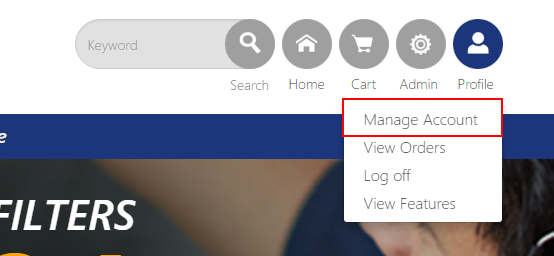 Keyword
Search
Home
Cart
Admin
Profile
Manage Account
View Orders
Log off
View Features
e
FILTERS